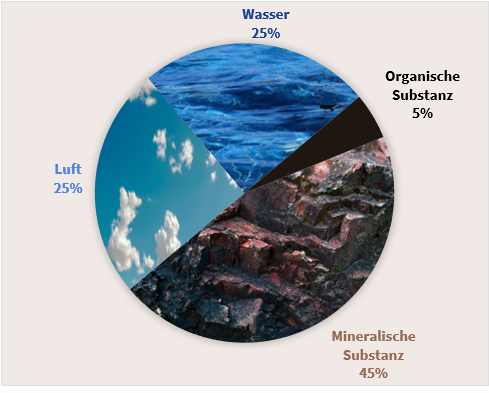 Wasser
25%
Organische
Substanz
5%
Luft
25%
Mineralische
Substanz
45%